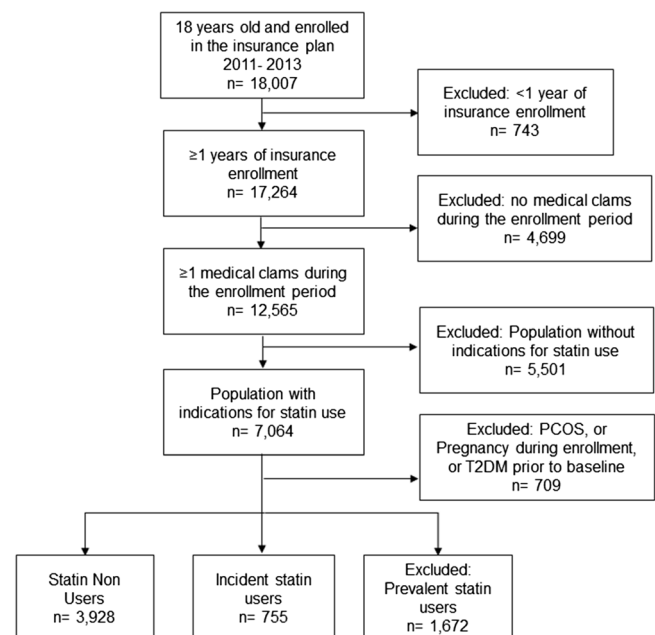 18 years old and enrolled
in the insurance plan
2011- 2013
n= 18,007
Excluded: <1 year of
insurance enrollment
n= 743
≥1 years of insurance
enrollment
n= 17,264
Excluded: no medical clams
during the enrollment period
n= 4,699
≥1 medical clams during
the enrollment period
n= 12,565
Excluded: Population without
indications for statin use
n= 5,501
Population with
indications for statin use
n= 7,064
Excluded: PCOS, or
Pregnancy during enrollment,
or T2DM prior to baseline
n= 709
Statin Non
Users
n= 3,928
Incident statin
users
n= 755
Excluded:
Prevalent statin
users
n= 1,672